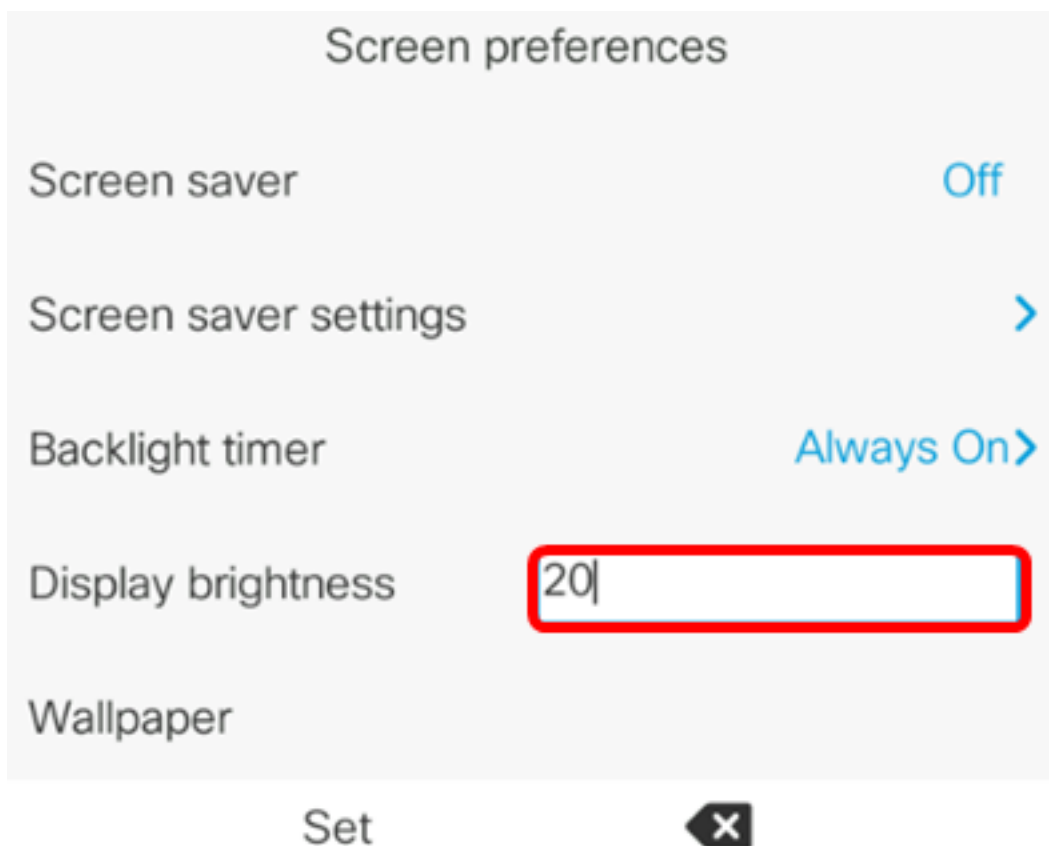 Screen preferences
Screen saver Off
Screen saver settings
Backlight timer Always On
Display brightness 20
Wallpaper
Set